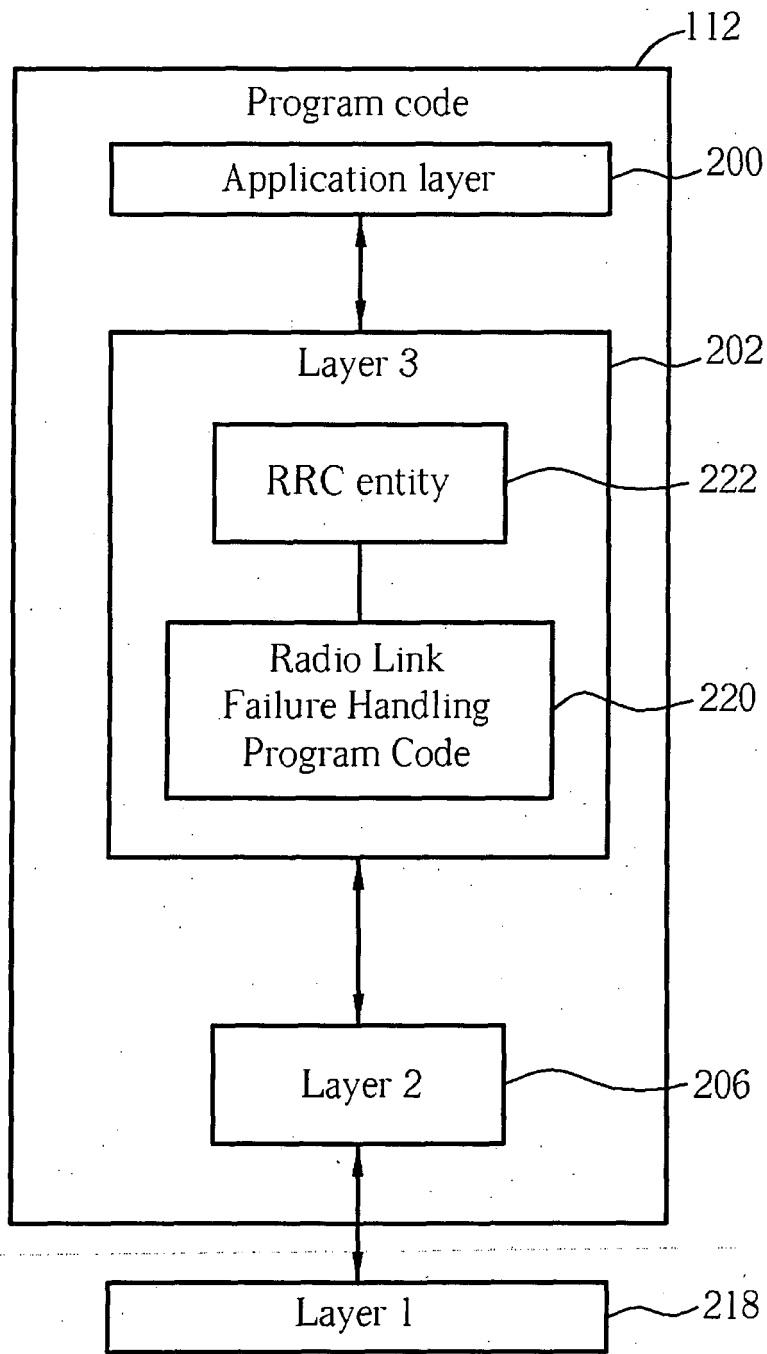 112
Program code
Application layer
200
Layer 3
202
RRC entity
222
Radio Link
Failure Handling
Program Code
220
Layer 2
206
Layer 1
218